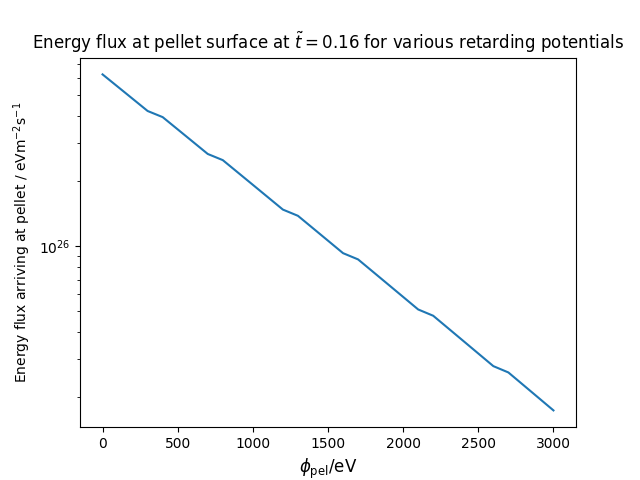 Energy flux at pellet surface at t̃ = 0.16 for various retarding potentials
Energy flux arriving at pellet / eVm⁻²s⁻¹
10²⁶
0 500 1000 1500 2000 2500 3000
ϕpel/eV